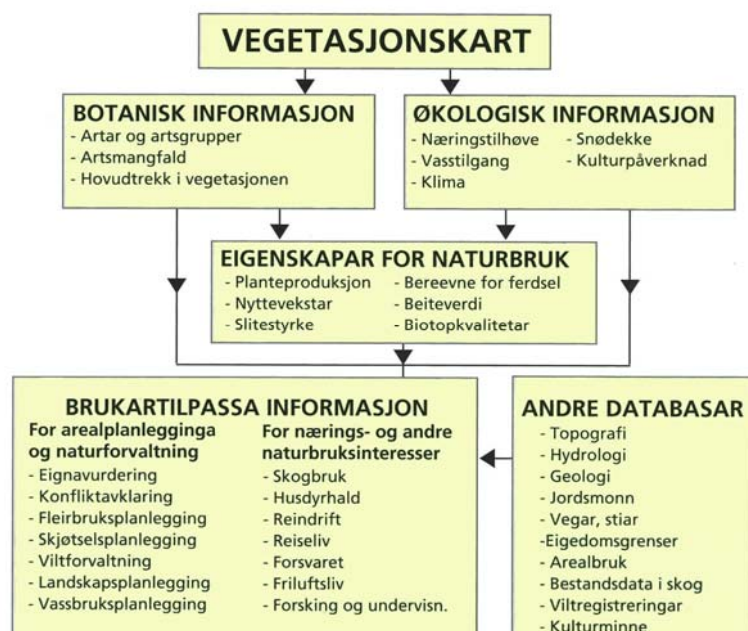 VEGETASJONSKART
BOTANISK INFORMASJON
- Artar og artsgrupper
- Artsmangfald
- Hovudtrekk i vegetasjonen
ØKOLOGISK INFORMASJON
- Næringstilhøve
- Vasstilgang
- Klima
- Snødekke
- Kulturpåverknad
EIGENSKAPAR FOR NATURBRUK
- Planteproduksjon
- Nyttevekstar
- Slitestyrke
- Bereevne for ferdsel
- Beiteverdi
- Biotopkvalitetar
BRUKARTILPASSA INFORMASJON
For arealplanlegginga
og naturforvaltning
- Eignavurdering
- Konfliktavklaring
- Fleirbruksplanlegging
- Skjøtselsplanlegging
- Viltforvaltning
- Landskapsplanlegging
- Vassbruksplanlegging
For nærings- og andre
naturbruksinteresser
- Skogbruk
- Husdyrhald
- Reindrift
- Reiseliv
- Forsvaret
- Friluftsliv
- Forsking og undervisn.
ANDRE DATABASAR
- Topografi
- Hydrologi
- Geologi
- Jordsmonn
- Vegar, stiar
-Eigedomsgrenser
- Arealbruk
- Bestandsdata i skog
- Viltregistreringar
- Kulturminne